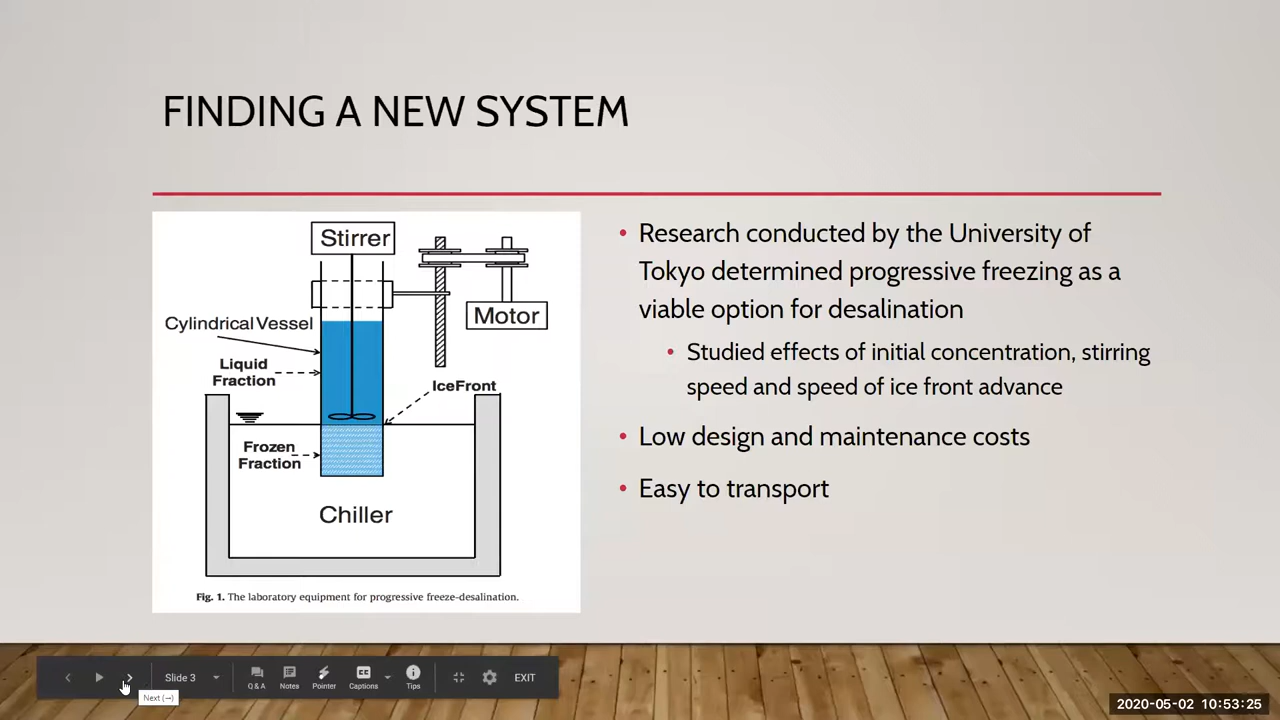 FINDING A NEW SYSTEM
Stirrer
Motor
Cylindrical Vessel
Liquid
Fraction
IceFront
Frozen
Fraction
Chiller
Fig. 1. The laboratory equipment for progressive freeze-desalination.
• Research conducted by the University of
Tokyo determined progressive freezing as a
viable option for desalination
• Studied effects of initial concentration, stirring
speed and speed of ice front advance
• Low design and maintenance costs
• Easy to transport
Slide 3
Q & A
Notes
Pointer
CC
Captions
Tips
EXIT
Next (→)
2020-05-02 10:53:25